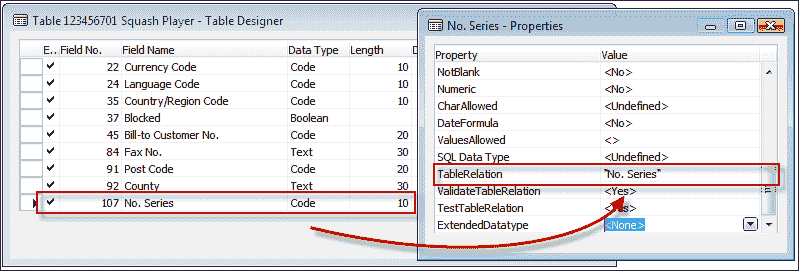 Table 123456701 Squash Player - Table Designer
E.. Field No. Field Name Data Type Length
22 Currency Code Code 10
24 Language Code Code 10
35 Country/Region Code Code 10
37 Blocked Boolean
45 Bill-to Customer No. Code 20
84 Fax No. Text 30
91 Post Code Code 20
92 County Text 30
107 No. Series Code 10
No. Series - Properties
Property Value
NotBlank <No>
Numeric <No>
CharAllowed <Undefined>
DateFormula <No>
ValuesAllowed <>
SQL Data Type <Undefined>
TableRelation "No. Series"
ValidateTableRelation <Yes>
TestTableRelation
ExtendedDatatype <None>